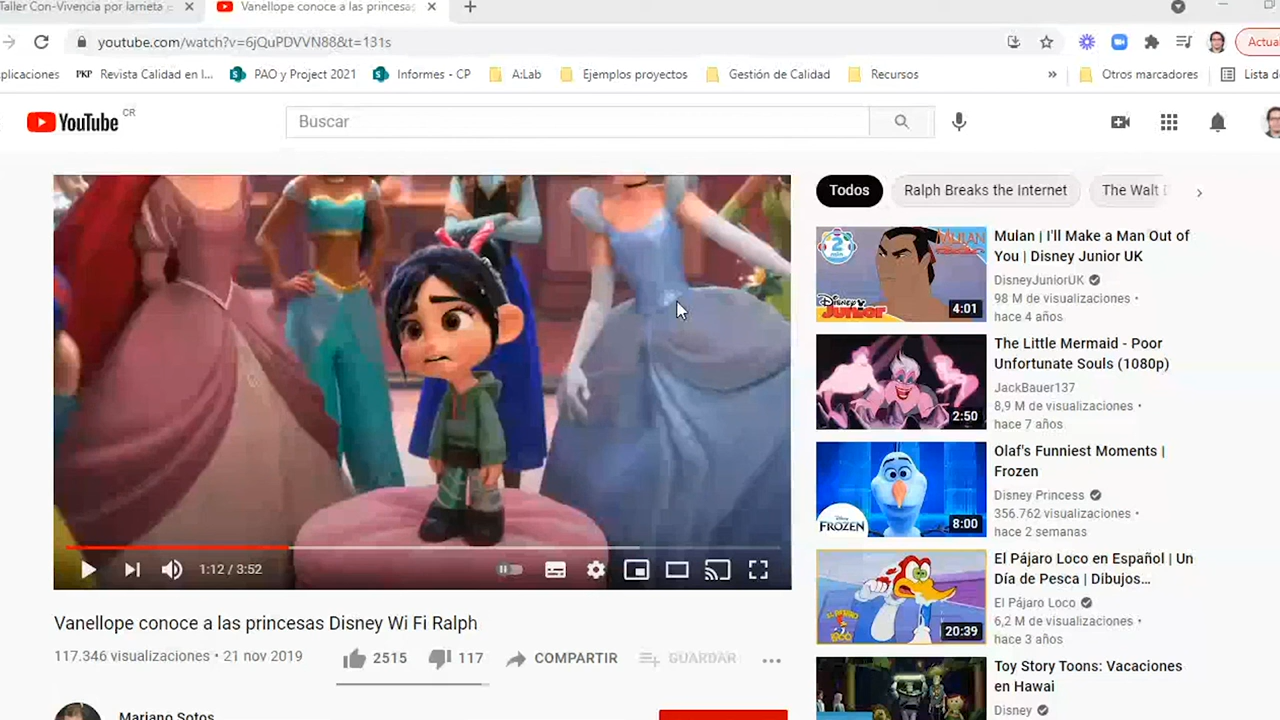 Taller Con-Vivencia por larrieta
Vanellope conoce a las princesas
youtube.com/watch?v=6jQuPDVVN88&t=131s
Actua
plicaciones
PKP Revista Calidad en I...
PAO y Project 2021
Informes - CP
A:Lab
Ejemplos proyectos
Gestión de Calidad
Recursos
»
Otros marcadores
Lista de
YouTube CR
Buscar
Todos
Ralph Breaks the Internet
The Walt D
MULAN
Disney Junior
4:01
Mulan | I'll Make a Man Out of
You | Disney Junior UK
DisneyJuniorUK
98 M de visualizaciones •
hace 4 años
2:50
The Little Mermaid - Poor
Unfortunate Souls (1080p)
JackBauer137
8,9 M de visualizaciones •
hace 7 años
FROZEN
8:00
Olaf's Funniest Moments |
Frozen
Disney Princess
356.762 visualizaciones •
hace 2 semanas
20:39
El Pájaro Loco en Español | Un
Día de Pesca | Dibujos...
El Pájaro Loco
6,2 M de visualizaciones •
hace 3 años
Toy Story Toons: Vacaciones
en Hawai
Disney
1:12 / 3:52
Vanellope conoce a las princesas Disney Wi Fi Ralph
117.346 visualizaciones • 21 nov 2019
2515
117
COMPARTIR
GUARDAR
Mariano Sotos